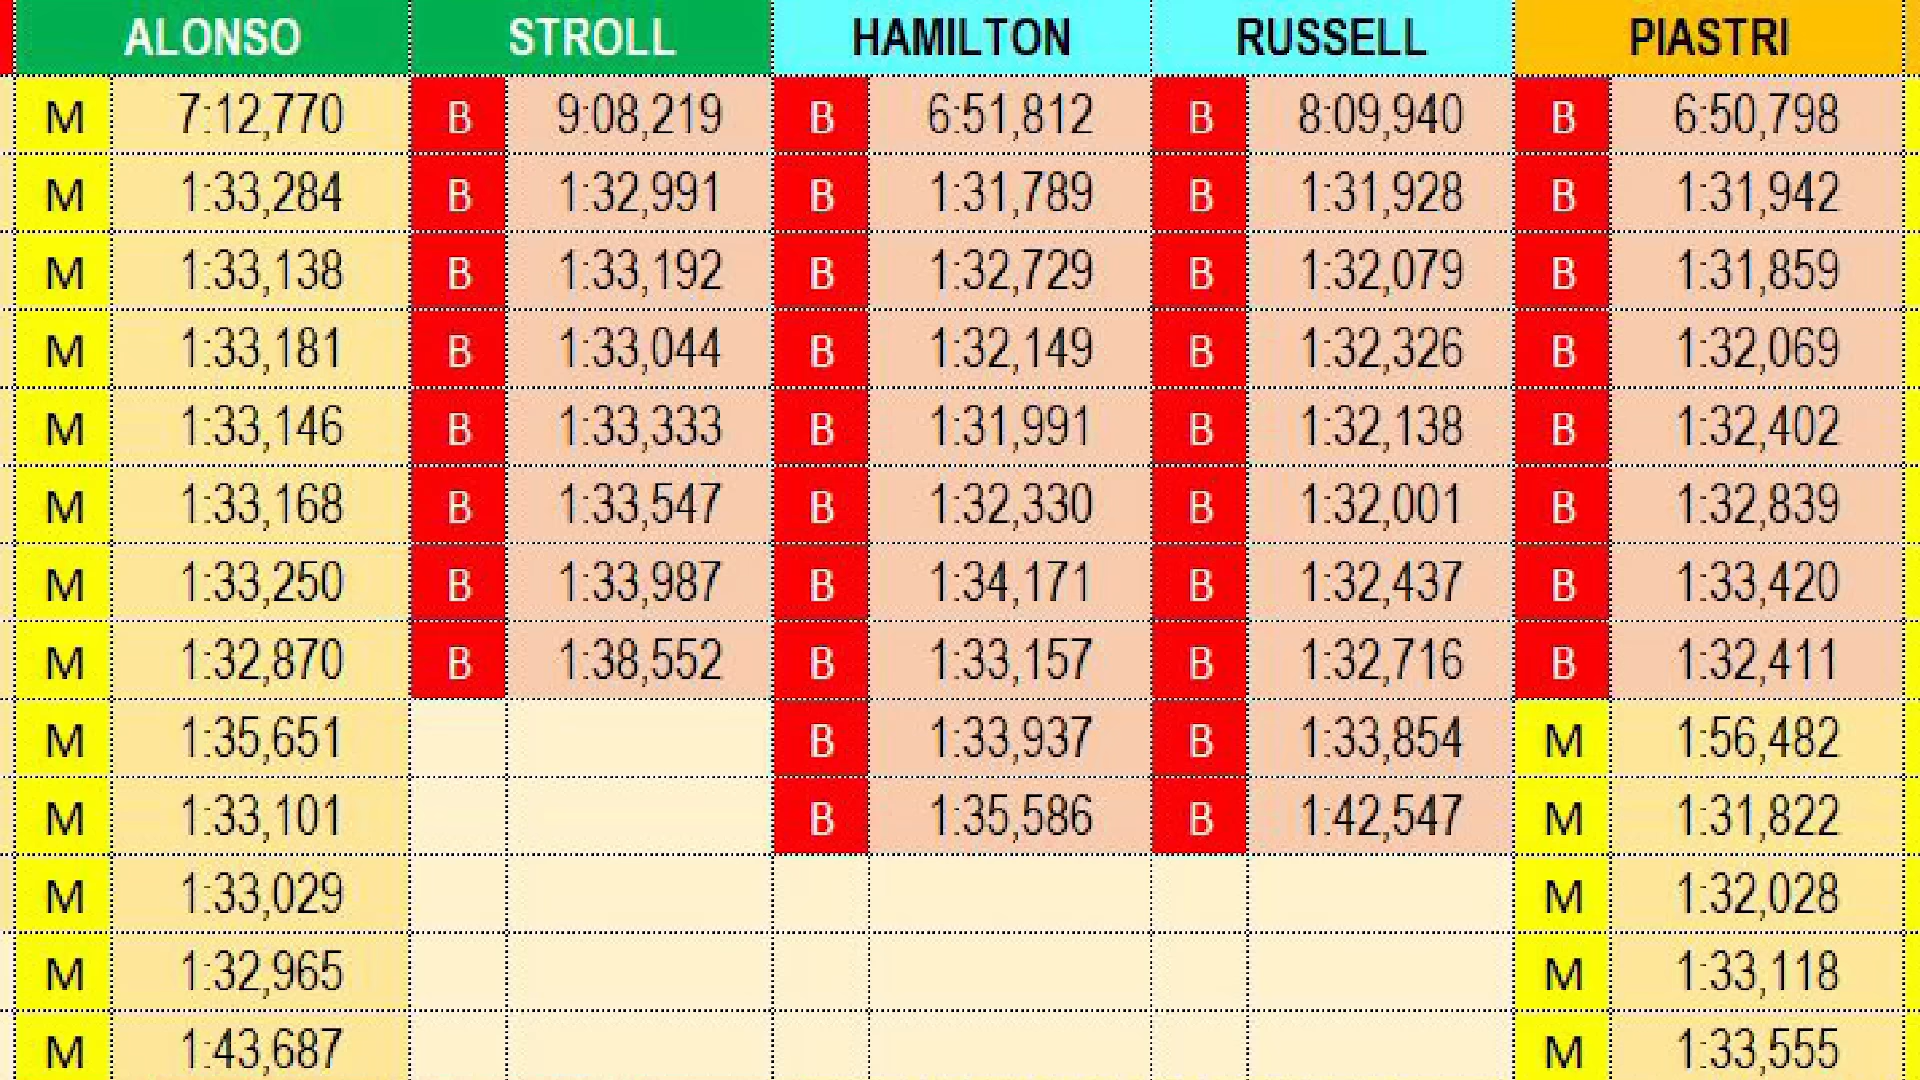 ALONSO STROLL HAMILTON RUSSELL PIASTRI
M 7:12,770 B 9:08,219 B 6:51,812 B 8:09,940 B 6:50,798
M 1:33,284 B 1:32,991 B 1:31,789 B 1:31,928 B 1:31,942
M 1:33,138 B 1:33,192 B 1:32,729 B 1:32,079 B 1:31,859
M 1:33,181 B 1:33,044 B 1:32,149 B 1:32,326 B 1:32,069
M 1:33,146 B 1:33,333 B 1:31,991 B 1:32,138 B 1:32,402
M 1:33,168 B 1:33,547 B 1:32,330 B 1:32,001 B 1:32,839
M 1:33,250 B 1:33,987 B 1:34,171 B 1:32,437 B 1:33,420
M 1:32,870 B 1:38,552 B 1:33,157 B 1:32,716 B 1:32,411
M 1:35,651 B 1:33,937 B 1:33,854 M 1:56,482
M 1:33,101 B 1:35,586 B 1:42,547 M 1:31,822
M 1:33,029 M 1:32,028
M 1:32,965 M 1:33,118
M 1:43,687 M 1:33,555